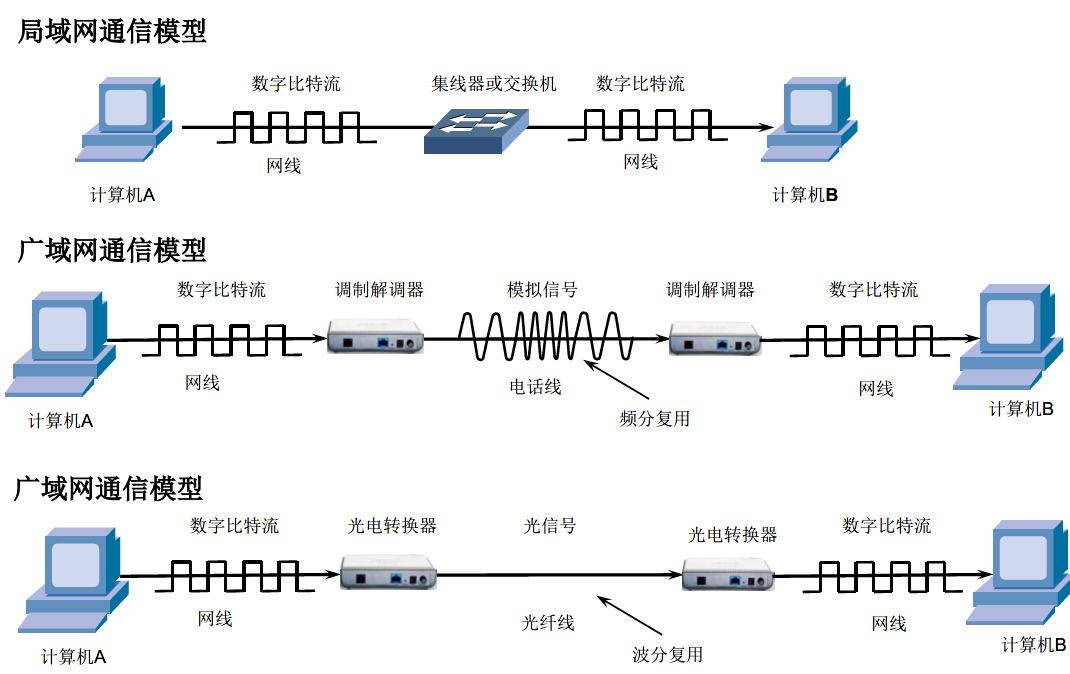 局域网通信模型
数字比特流
集线器或交换机
数字比特流
网线
网线
计算机A
计算机B
广域网通信模型
数字比特流
调制解调器
模拟信号
调制解调器
数字比特流
网线
电话线
网线
计算机A
频分复用
计算机B
广域网通信模型
数字比特流
光电转换器
光信号
光电转换器
数字比特流
网线
光纤线
网线
计算机A
波分复用
计算机B